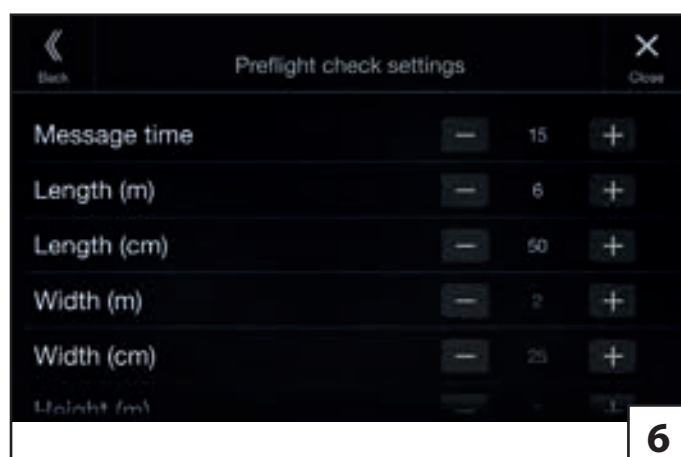 Back
Preflight check settings
Close
Message time − 15 +
Length (m) − 6 +
Length (cm) − 50 +
Width (m) − 2 +
Width (cm) − 25 +
Height (m) − +
6